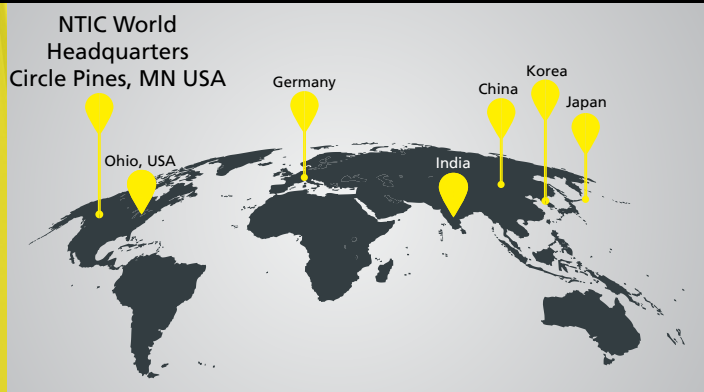 NTIC World
Headquarters
Circle Pines, MN USA
Germany
Korea
China
Japan
Ohio, USA
India